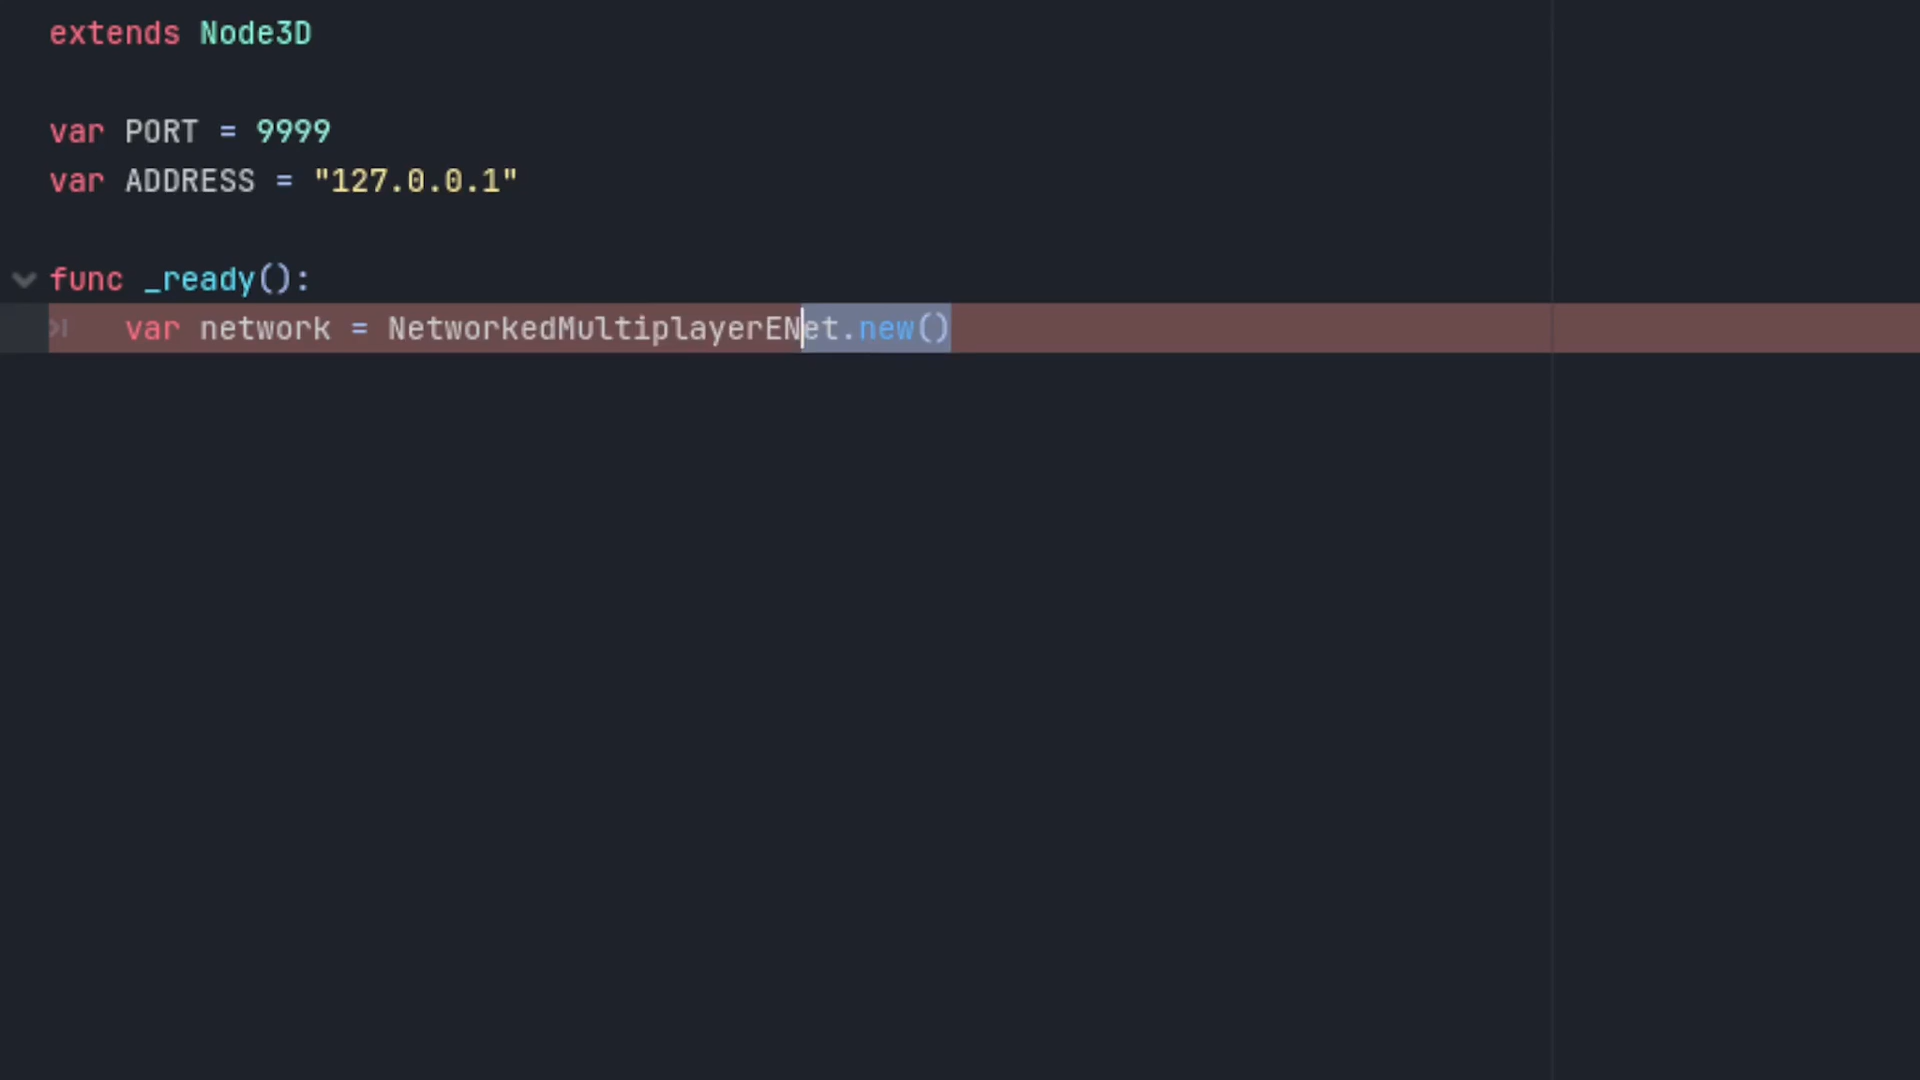 extends Node3D
var PORT = 9999
var ADDRESS = "127.0.0.1"
func _ready():
var network = NetworkedMultiplayerENet.new()